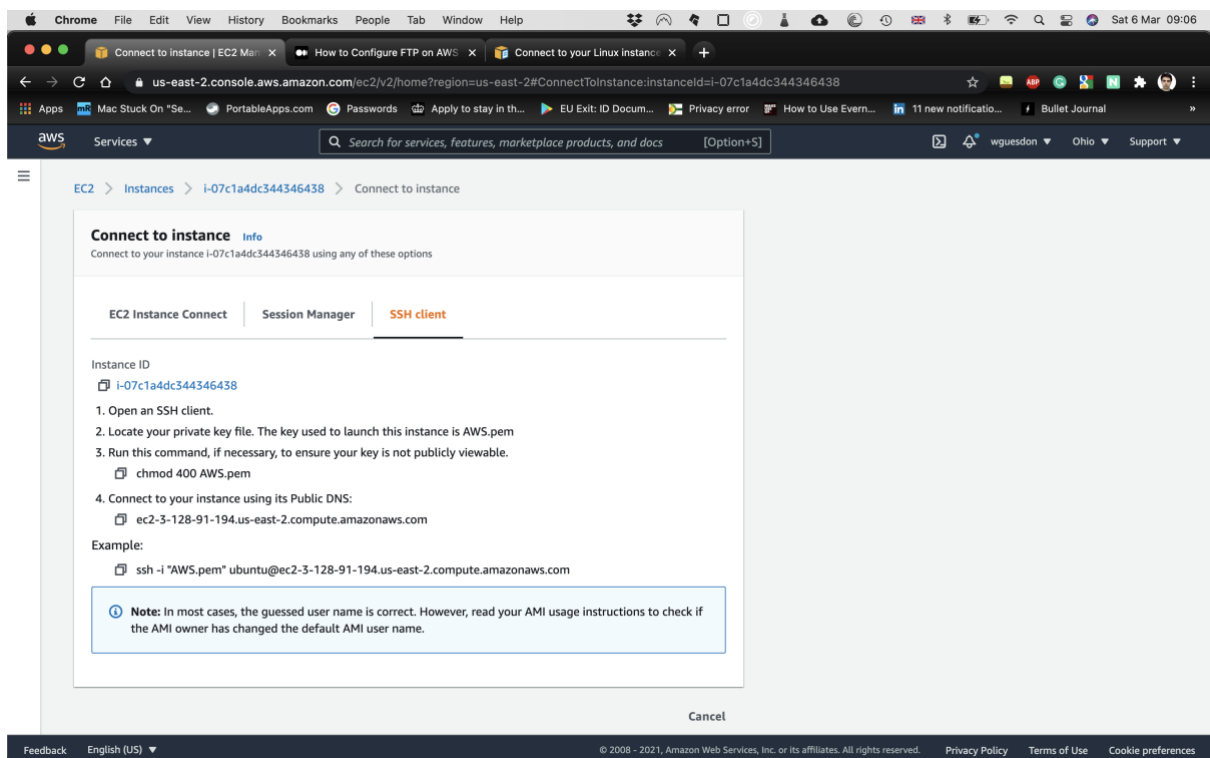 Chrome File Edit View History Bookmarks People Tab Window Help Sat 6 Mar 09:06
Connect to instance | EC2 Man × How to Configure FTP on AWS × Connect to your Linux instance × +
us-east-2.console.aws.amazon.com/ec2/v2/home?region=us-east-2#ConnectToInstance:instanceId=i-07c1a4dc344346438
Apps Mac Stuck On "Se... PortableApps.com Passwords Apply to stay in th... EU Exit: ID Docum... Privacy error How to Use Evern... 11 new notificatio... Bullet Journal »
aws Services ▼ Search for services, features, marketplace products, and docs [Option+S] wguesdon ▼ Ohio ▼ Support ▼
EC2 > Instances > i-07c1a4dc344346438 > Connect to instance
Connect to instance Info
Connect to your instance i-07c1a4dc344346438 using any of these options
EC2 Instance Connect Session Manager SSH client
Instance ID
i-07c1a4dc344346438
1. Open an SSH client.
2. Locate your private key file. The key used to launch this instance is AWS.pem
3. Run this command, if necessary, to ensure your key is not publicly viewable.
chmod 400 AWS.pem
4. Connect to your instance using its Public DNS:
ec2-3-128-91-194.us-east-2.compute.amazonaws.com
Example:
ssh -i "AWS.pem" ubuntu@ec2-3-128-91-194.us-east-2.compute.amazonaws.com
Note: In most cases, the guessed user name is correct. However, read your AMI usage instructions to check if
the AMI owner has changed the default AMI user name.
Cancel
Feedback English (US) ▼ © 2008 - 2021, Amazon Web Services, Inc. or its affiliates. All rights reserved. Privacy Policy Terms of Use Cookie preferences